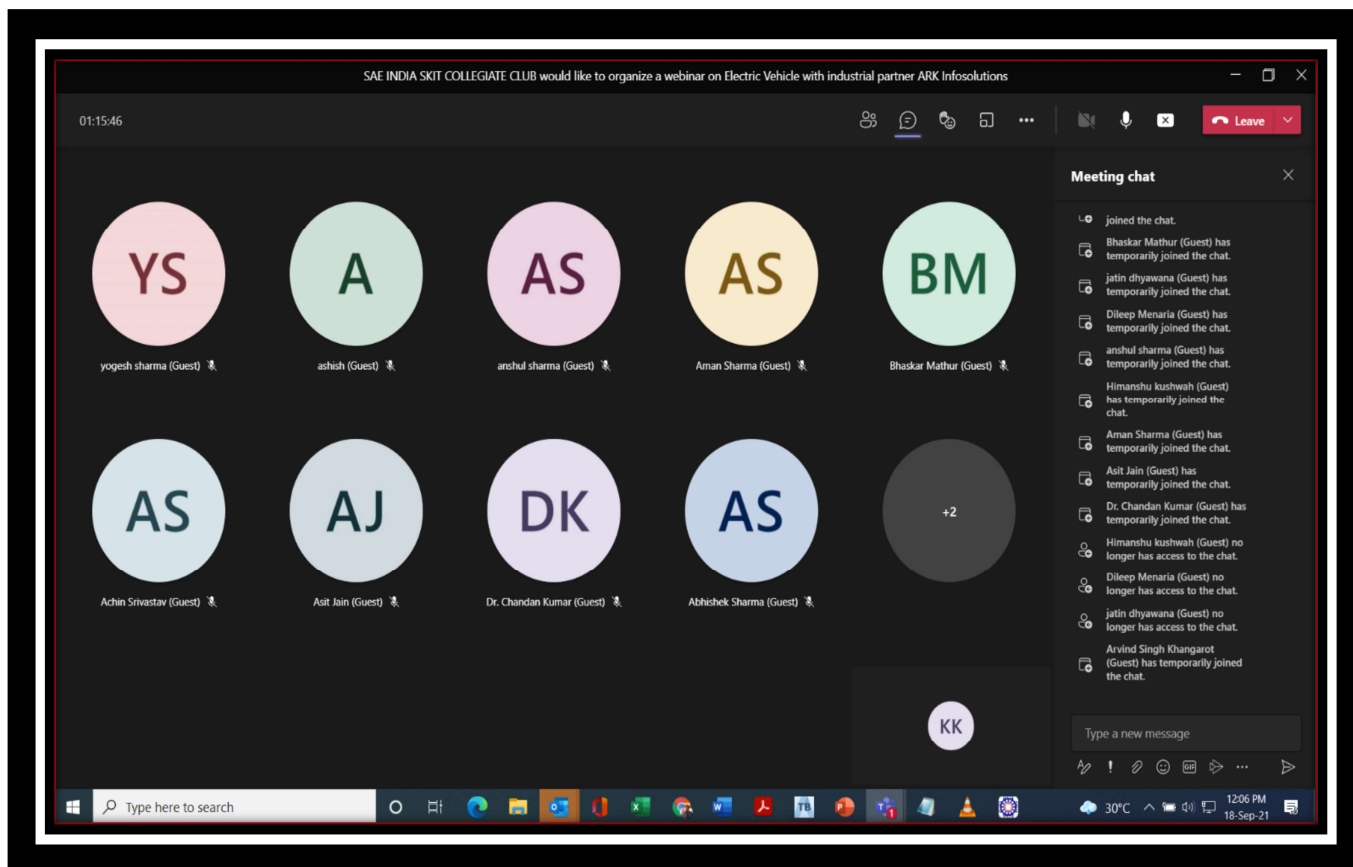 SAE INDIA SKIT COLLEGIATE CLUB would like to organize a webinar on Electric Vehicle with industrial partner ARK Infosolutions
01:15:46
Leave
YS
A
AS
AS
BM
yogesh sharma (Guest)
ashish (Guest)
anshul sharma (Guest)
Aman Sharma (Guest)
Bhaskar Mathur (Guest)
AS
AJ
DK
AS
+2
Achin Srivastav (Guest)
Asit Jain (Guest)
Dr. Chandan Kumar (Guest)
Abhishek Sharma (Guest)
KK
Meeting chat
joined the chat.
Bhaskar Mathur (Guest) has
temporarily joined the chat.
jatin dhyawana (Guest) has
temporarily joined the chat.
Dileep Menaria (Guest) has
temporarily joined the chat.
anshul sharma (Guest) has
temporarily joined the chat.
Himanshu kushwah (Guest)
has temporarily joined the
chat.
Aman Sharma (Guest) has
temporarily joined the chat.
Asit Jain (Guest) has
temporarily joined the chat.
Dr. Chandan Kumar (Guest) has
temporarily joined the chat.
Himanshu kushwah (Guest) no
longer has access to the chat.
Dileep Menaria (Guest) no
longer has access to the chat.
jatin dhyawana (Guest) no
longer has access to the chat.
Arvind Singh Khangarot
(Guest) has temporarily joined
the chat.
Type a new message
GIF
Type here to search
TB
30°C
12:06 PM
18-Sep-21